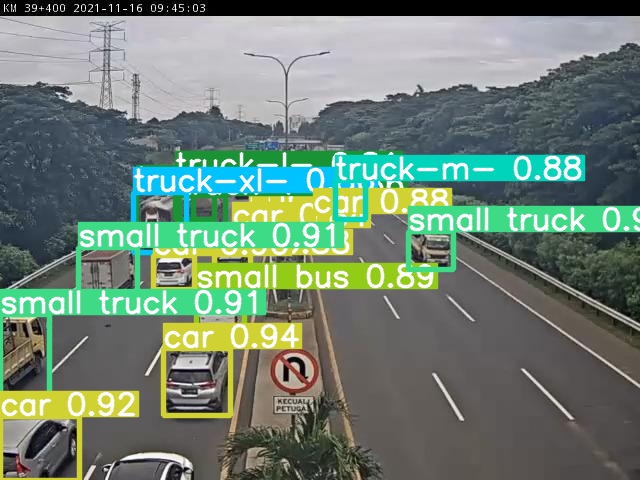 KM 39+400 2021-11-16 09:45:03
truck-l-
truck-m- 0.88
truck-xl-
car 0.88
car
small truck 0.9
small truck 0.91
small bus 0.89
small truck 0.91
car 0.94
KECUALI
PETUGAS
car 0.92